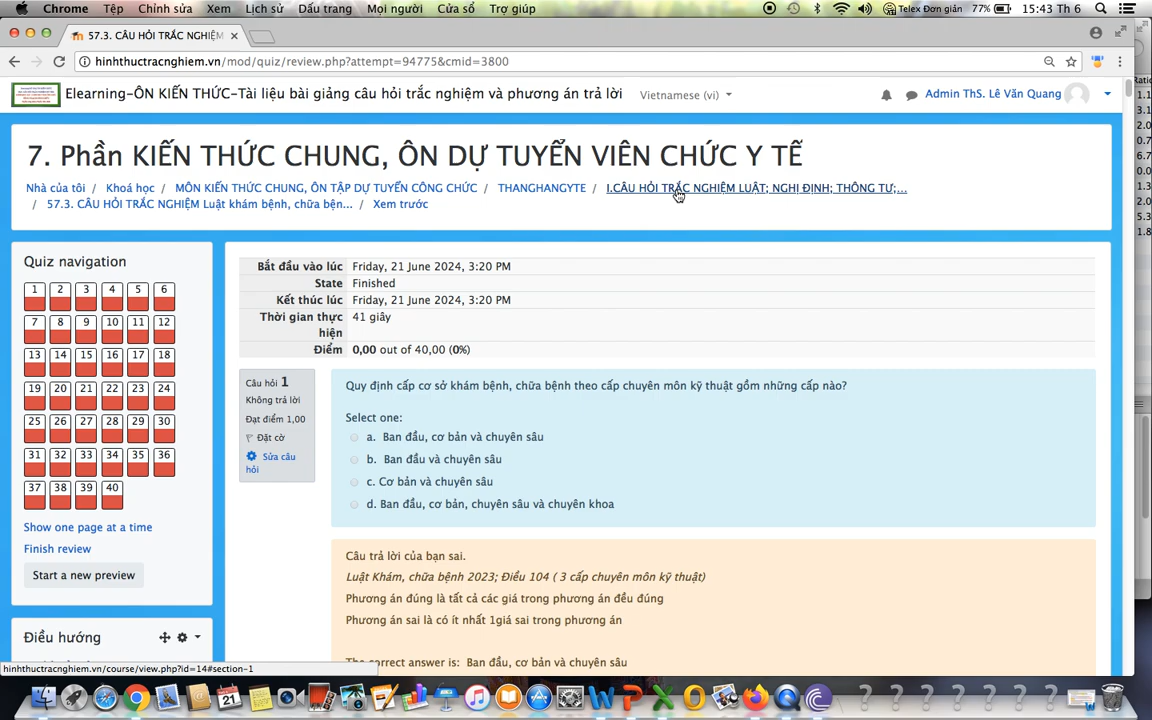 Chrome Tệp Chỉnh sửa Xem Lịch sử Dấu trang Mọi người Cửa sổ Trợ giúp Telex Đơn giản 77% 15:43 Th 6
57.3. CÂU HỎI TRẮC NGHIỆM
hinhthuctracnghiem.vn/mod/quiz/review.php?attempt=94775&cmid=3800
Elearning-ÔN KIẾN THỨC-Tài liệu bài giảng câu hỏi trắc nghiệm và phương án trả lời Vietnamese (vi) Admin ThS. Lê Văn Quang
7. Phần KIẾN THỨC CHUNG, ÔN DỰ TUYỂN VIÊN CHỨC Y TẾ
Nhà của tôi / Khoá học / MÔN KIẾN THỨC CHUNG, ÔN TẬP DỰ TUYỂN CÔNG CHỨC / THANGHANGYTE / I.CÂU HỎI TRẮC NGHIỆM LUẬT; NGHỊ ĐỊNH; THÔNG TƯ;...
/ 57.3. CÂU HỎI TRẮC NGHIỆM Luật khám bệnh, chữa bện... / Xem trước
Quiz navigation
1 2 3 4 5 6
7 8 9 10 11 12
13 14 15 16 17 18
19 20 21 22 23 24
25 26 27 28 29 30
31 32 33 34 35 36
37 38 39 40
Show one page at a time
Finish review
Start a new preview
Điều hướng
Bắt đầu vào lúc Friday, 21 June 2024, 3:20 PM
State Finished
Kết thúc lúc Friday, 21 June 2024, 3:20 PM
Thời gian thực hiện 41 giây
Điểm 0,00 out of 40,00 (0%)
Câu hỏi 1
Không trả lời
Đạt điểm 1,00
Đặt cờ
Sửa câu
hỏi
Quy định cấp cơ sở khám bệnh, chữa bệnh theo cấp chuyên môn kỹ thuật gồm những cấp nào?
Select one:
a. Ban đầu, cơ bản và chuyên sâu
b. Ban đầu và chuyên sâu
c. Cơ bản và chuyên sâu
d. Ban đầu, cơ bản, chuyên sâu và chuyên khoa
Câu trả lời của bạn sai.
Luật Khám, chữa bệnh 2023; Điều 104 ( 3 cấp chuyên môn kỹ thuật)
Phương án đúng là tất cả các giá trong phương án đều đúng
Phương án sai là có ít nhất 1giá sai trong phương án
The correct answer is: Ban đầu, cơ bản và chuyên sâu
hinhthuctracnghiem.vn/course/view.php?id=14#section-1